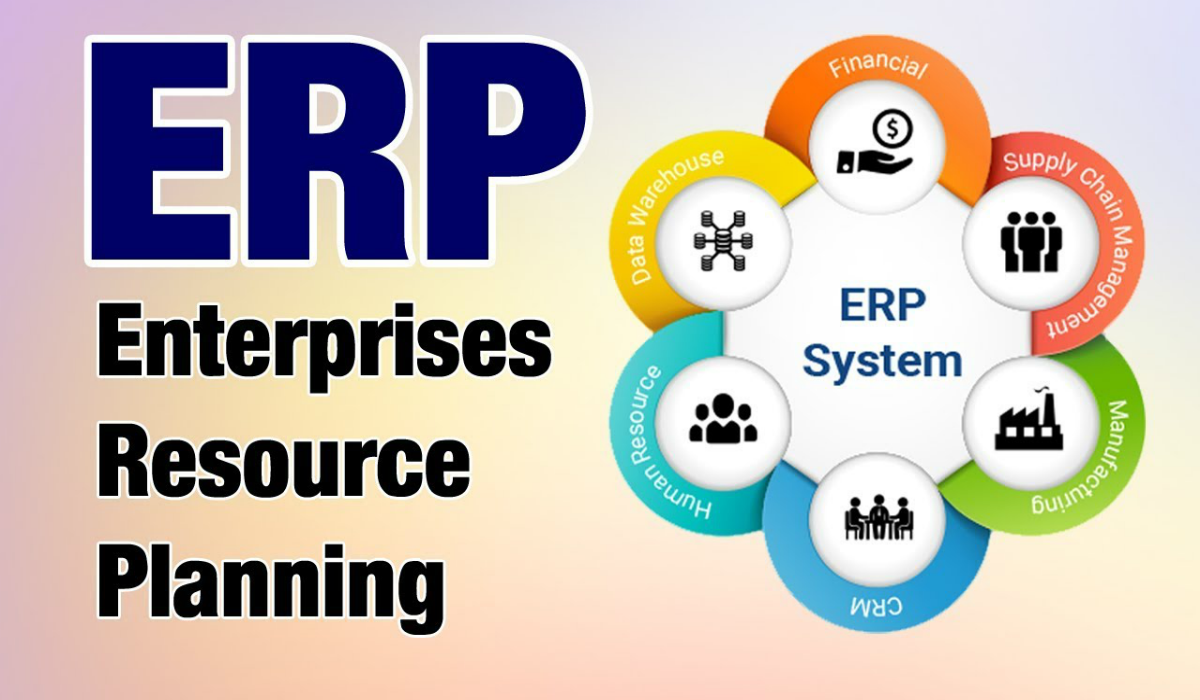 ERP
Enterprises
Resource
Planning
Financial
Supply Chain Management
Manufacturing
CRM
Human Resource
Data Warehouse
ERP
System
$